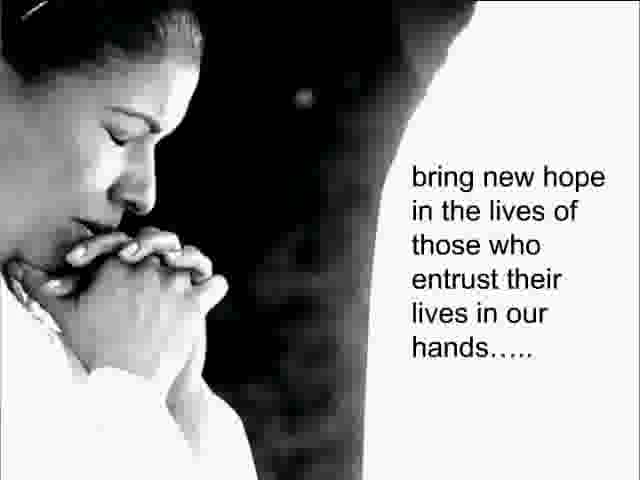 bring new hope
in the lives of
those who
entrust their
lives in our
hands…..